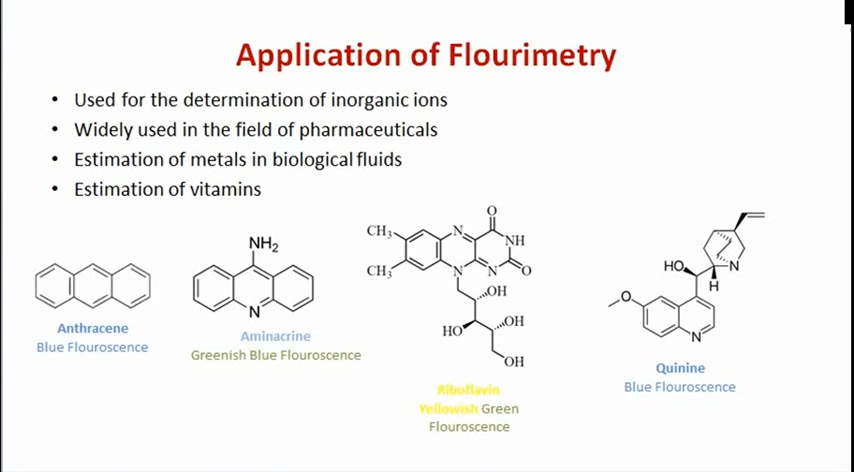 Application of Flourimetry
• Used for the determination of inorganic ions
• Widely used in the field of pharmaceuticals
• Estimation of metals in biological fluids
• Estimation of vitamins
Anthracene
Blue Flouroscence
NH2
N
Aminacrine
Greenish Blue Flouroscence
O
CH3
N
NH
CH3
N
N
O
OH
HO
OH
OH
Riboflavin
Yellowish Green
Flouroscence
HO
N
H
O
N
Quinine
Blue Flouroscence